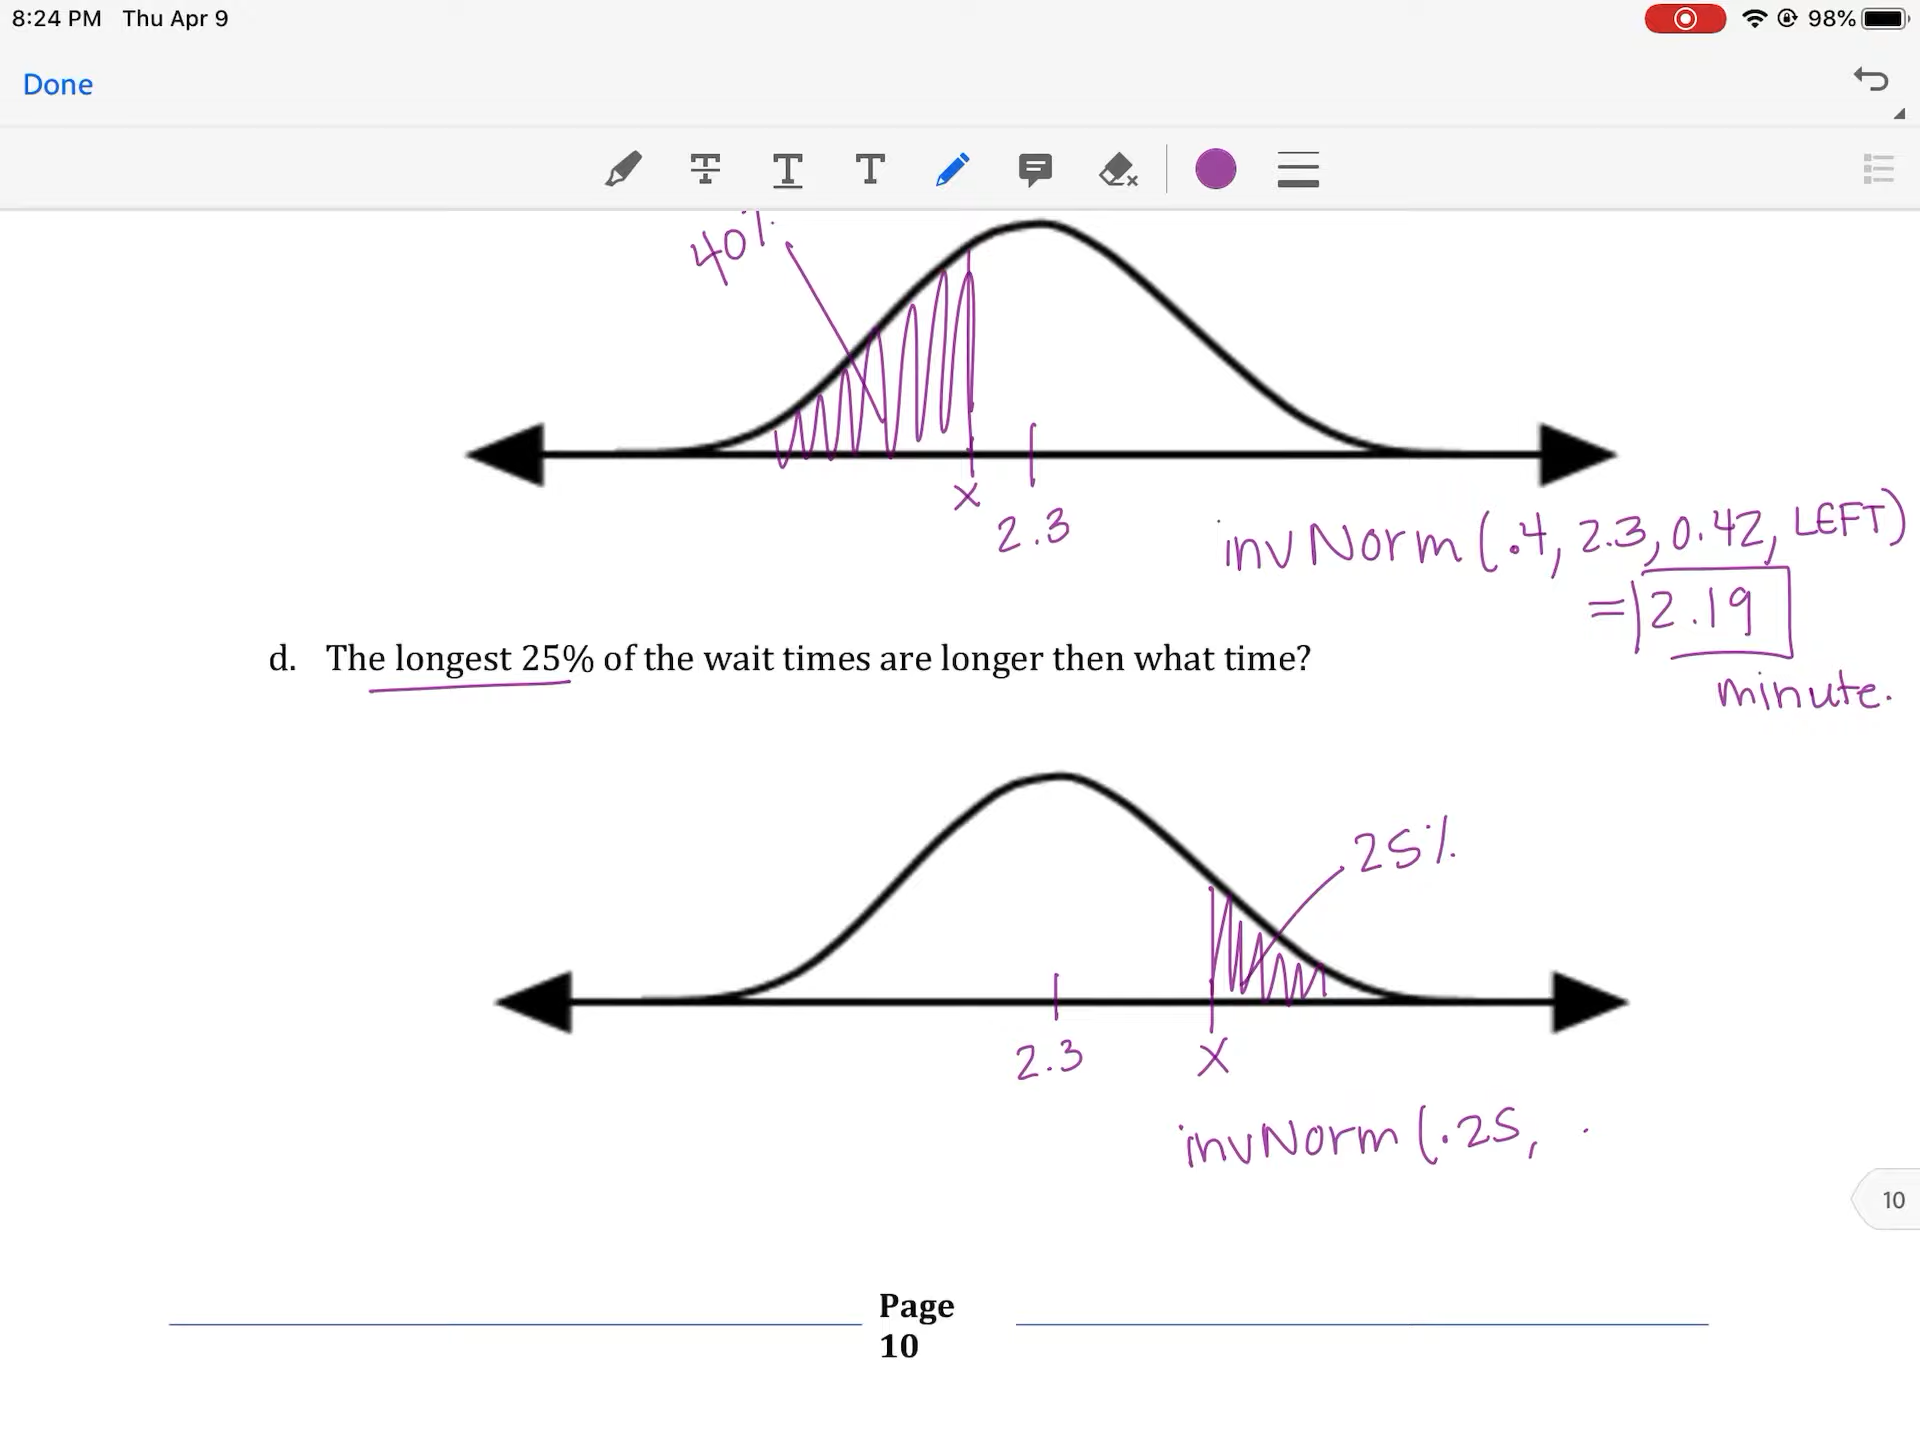 8:24 PM Thu Apr 9
98%
Done
T T T
40%
x
2.3
invNorm(.4, 2.3, 0.42, LEFT)
= 2.19
minute.
d. The longest 25% of the wait times are longer then what time?
25%
2.3 X
invNorm(.25,
10
Page
10